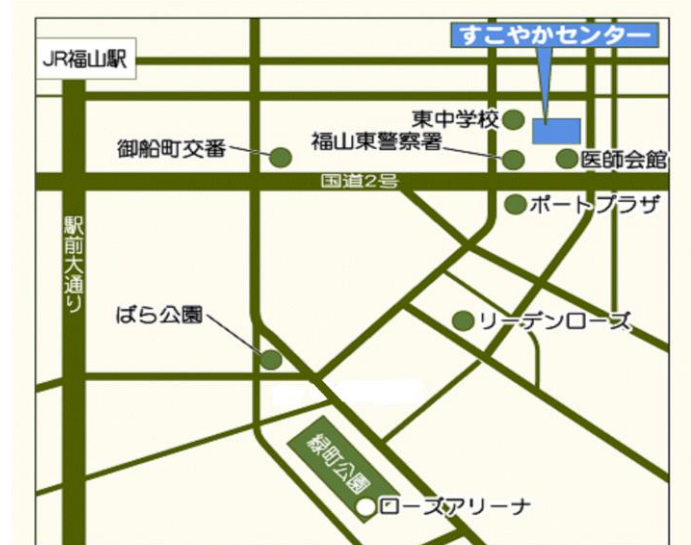 すこやかセンター
JR福山駅
東中学校
福山東警察署
御船町交番
医師会館
国道2号
ポートプラザ
駅前大通り
ばら公園
リーデンローズ
緑町公園
ローズアリーナ